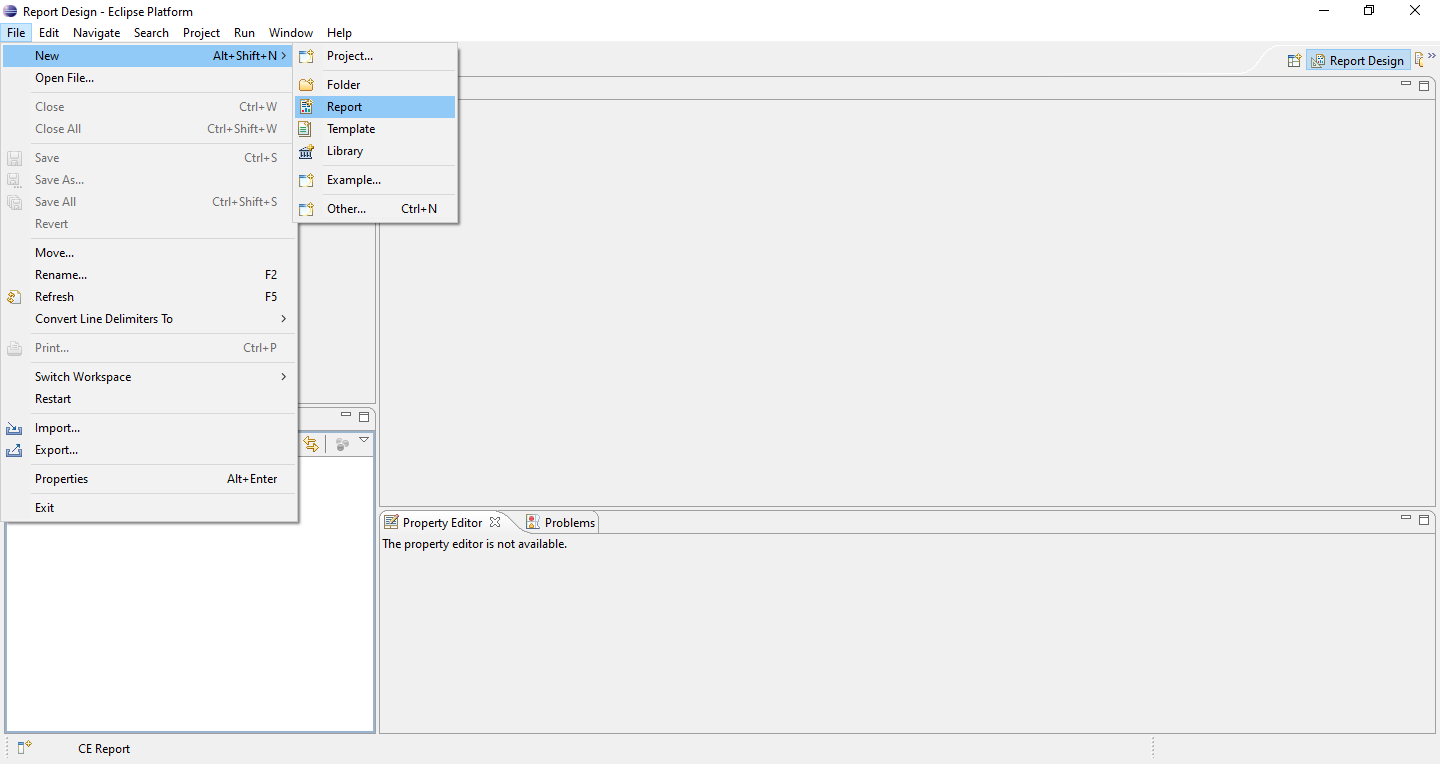 Report Design - Eclipse Platform
File Edit Navigate Search Project Run Window Help
New Alt+Shift+N
Open File...
Close Ctrl+W
Close All Ctrl+Shift+W
Save Ctrl+S
Save As...
Save All Ctrl+Shift+S
Revert
Move...
Rename... F2
Refresh F5
Convert Line Delimiters To
Print... Ctrl+P
Switch Workspace
Restart
Import...
Export...
Properties Alt+Enter
Exit
Project...
Folder
Report
Template
Library
Example...
Other... Ctrl+N
Report Design
Property Editor Problems
The property editor is not available.
CE Report